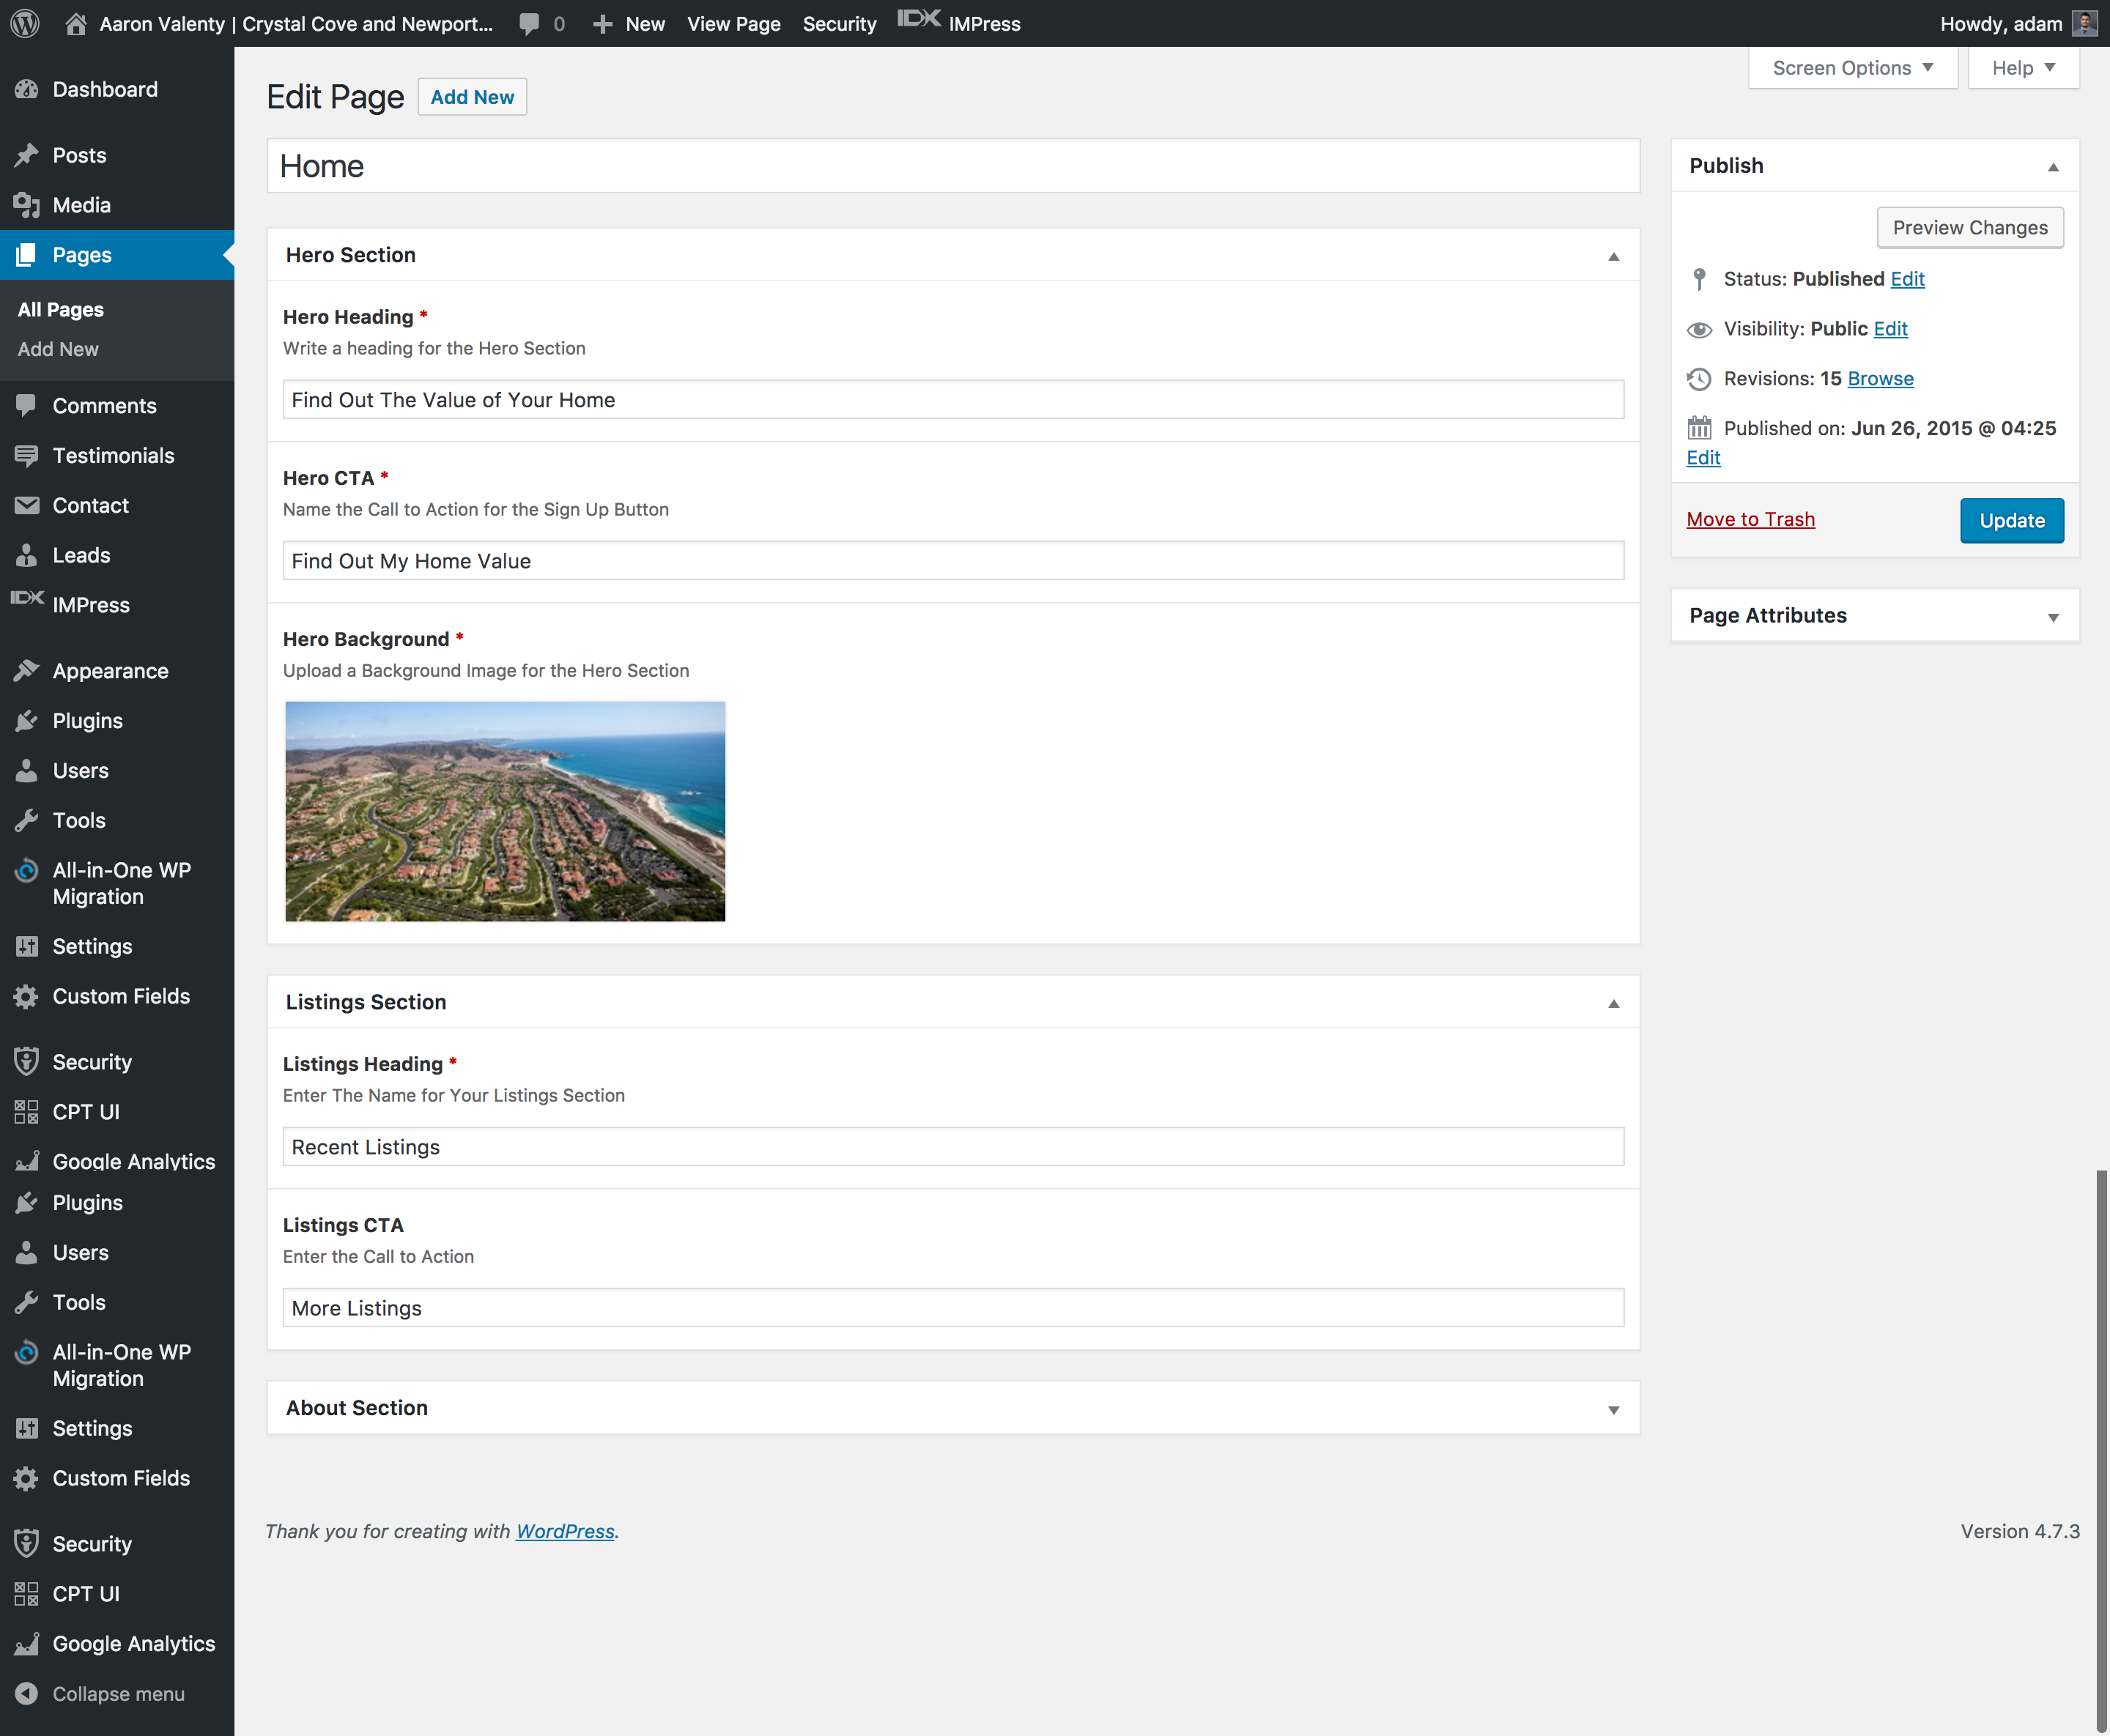 Aaron Valenty | Crystal Cove and Newport... 0 New View Page Security IDX IMPress Howdy, adam
Screen Options Help
Dashboard
Posts
Media
Pages
All Pages
Add New
Comments
Testimonials
Contact
Leads
IDX IMPress
Appearance
Plugins
Users
Tools
All-in-One WP
Migration
Settings
Custom Fields
Security
CPT UI
Google Analytics
Plugins
Users
Tools
All-in-One WP
Migration
Settings
Custom Fields
Security
CPT UI
Google Analytics
Collapse menu
Edit Page Add New
Home
Hero Section
Hero Heading *
Write a heading for the Hero Section
Find Out The Value of Your Home
Hero CTA *
Name the Call to Action for the Sign Up Button
Find Out My Home Value
Hero Background *
Upload a Background Image for the Hero Section
Listings Section
Listings Heading *
Enter The Name for Your Listings Section
Recent Listings
Listings CTA
Enter the Call to Action
More Listings
About Section
Publish
Preview Changes
Status: Published Edit
Visibility: Public Edit
Revisions: 15 Browse
Published on: Jun 26, 2015 @ 04:25
Edit
Move to Trash Update
Page Attributes
Thank you for creating with WordPress. Version 4.7.3